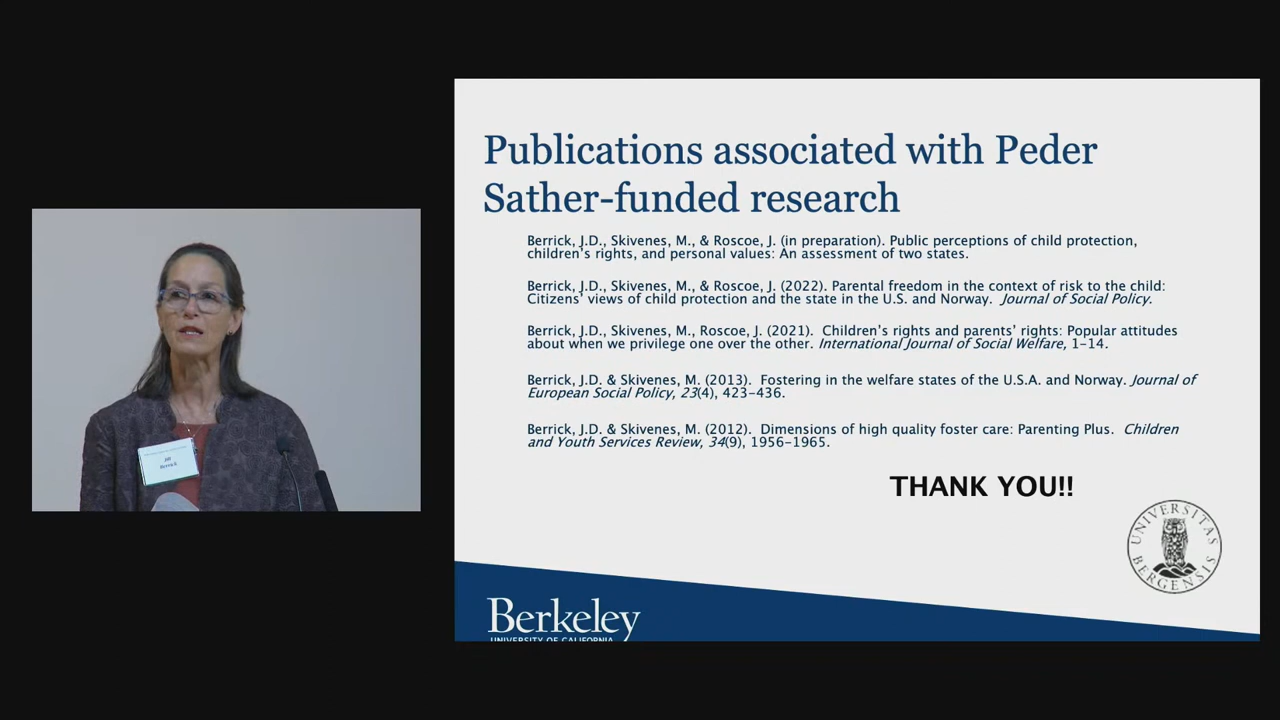 Publications associated with Peder
Sather-funded research
Berrick, J.D., Skivenes, M., & Roscoe, J. (in preparation). Public perceptions of child protection,
children's rights, and personal values: An assessment of two states.
Berrick, J.D., Skivenes, M., & Roscoe, J. (2022). Parental freedom in the context of risk to the child:
Citizens' views of child protection and the state in the U.S. and Norway. Journal of Social Policy.
Berrick, J.D., Skivenes, M., Roscoe, J. (2021). Children's rights and parents' rights: Popular attitudes
about when we privilege one over the other. International Journal of Social Welfare, 1-14.
Berrick, J.D. & Skivenes, M. (2013). Fostering in the welfare states of the U.S.A. and Norway. Journal of
European Social Policy, 23(4), 423-436.
Berrick, J.D. & Skivenes, M. (2012). Dimensions of high quality foster care: Parenting Plus. Children
and Youth Services Review, 34(9), 1956-1965.
THANK YOU!!
UNIVERSITAS
BERGENSIS
Berkeley
UNIVERSITY OF CALIFORNIA
Jill
Berrick